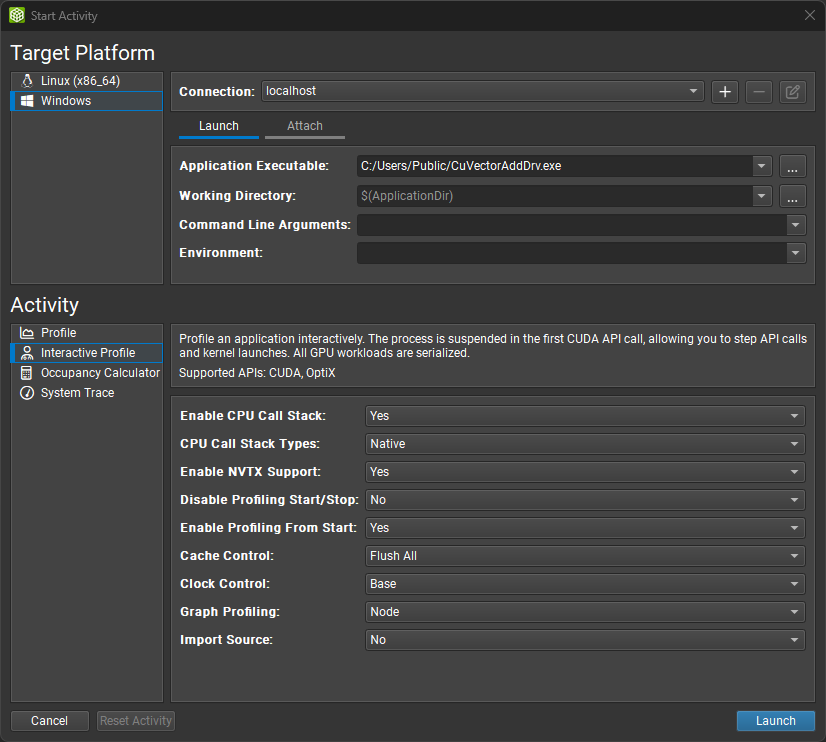 Start Activity
Target Platform
Linux (x86_64)
Windows
Connection: localhost
Launch Attach
Application Executable: C:/Users/Public/CuVectorAddDrv.exe ...
Working Directory: $(ApplicationDir) ...
Command Line Arguments:
Environment:
Activity
Profile
Interactive Profile
Occupancy Calculator
System Trace
Profile an application interactively. The process is suspended in the first CUDA API call, allowing you to step API calls
and kernel launches. All GPU workloads are serialized.
Supported APIs: CUDA, OptiX
Enable CPU Call Stack: Yes
CPU Call Stack Types: Native
Enable NVTX Support: Yes
Disable Profiling Start/Stop: No
Enable Profiling From Start: Yes
Cache Control: Flush All
Clock Control: Base
Graph Profiling: Node
Import Source: No
Cancel Reset Activity Launch